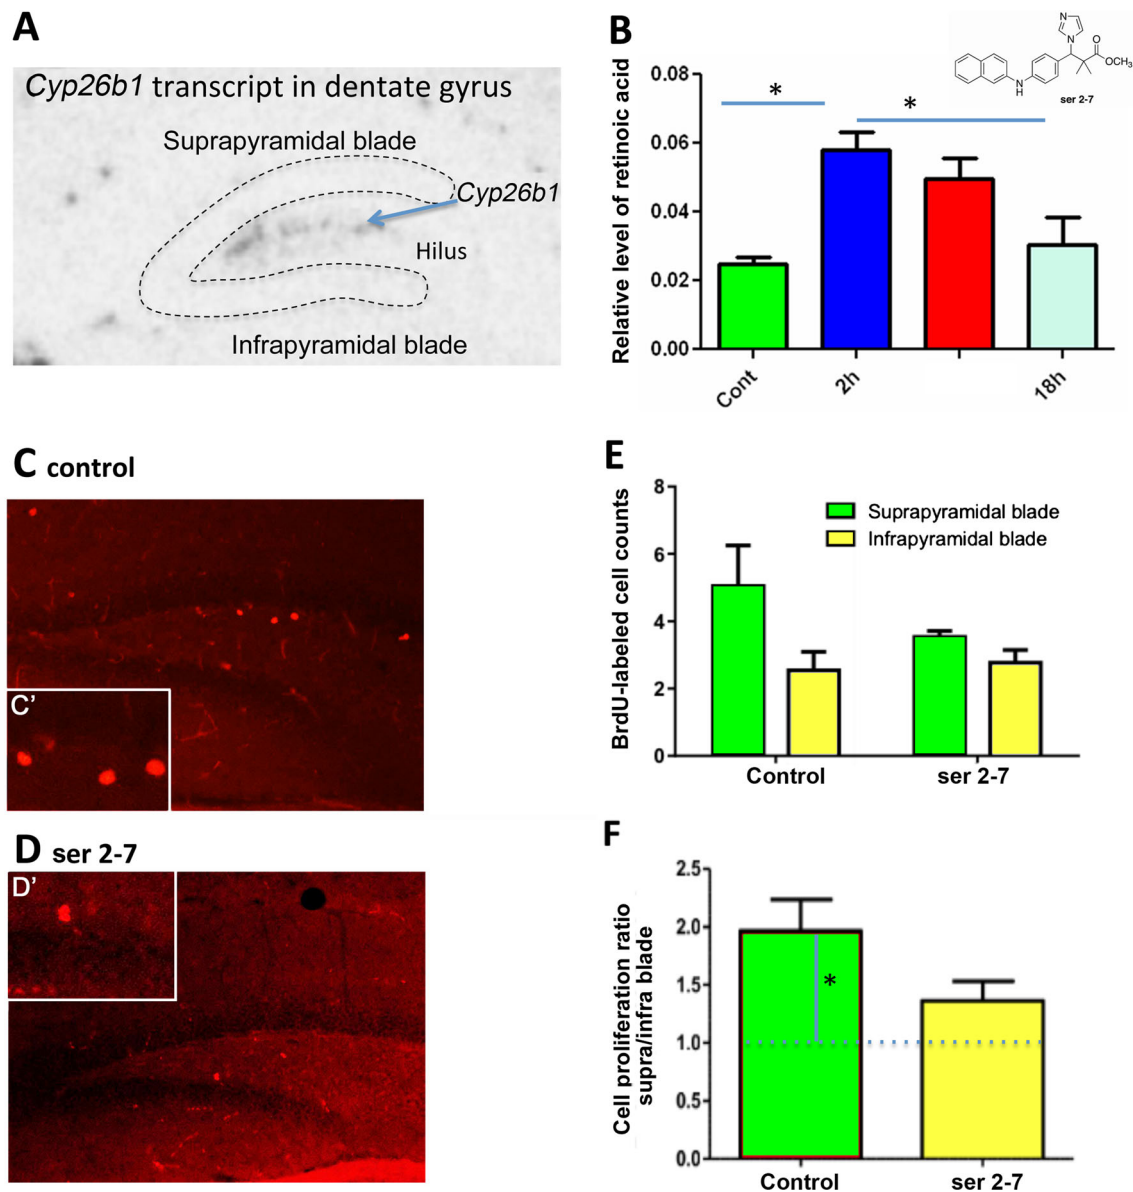 A
Cyp26b1 transcript in dentate gyrus
Suprapyramidal blade
Cyp26b1
Hilus
Infrapyramidal blade
B
N
N
O
OCH3
N
H
ser 2-7
Relative level of retinoic acid
0.08
0.06
0.04
0.02
0.00
*
*
Cont
2h
18h
C control
C'
D ser 2-7
D'
E
BrdU-labeled cell counts
8
6
4
2
0
Suprapyramidal blade
Infrapyramidal blade
Control
ser 2-7
F
Cell proliferation ratio
supra/infra blade
2.5
2.0
1.5
1.0
0.5
0.0
*
Control
ser 2-7